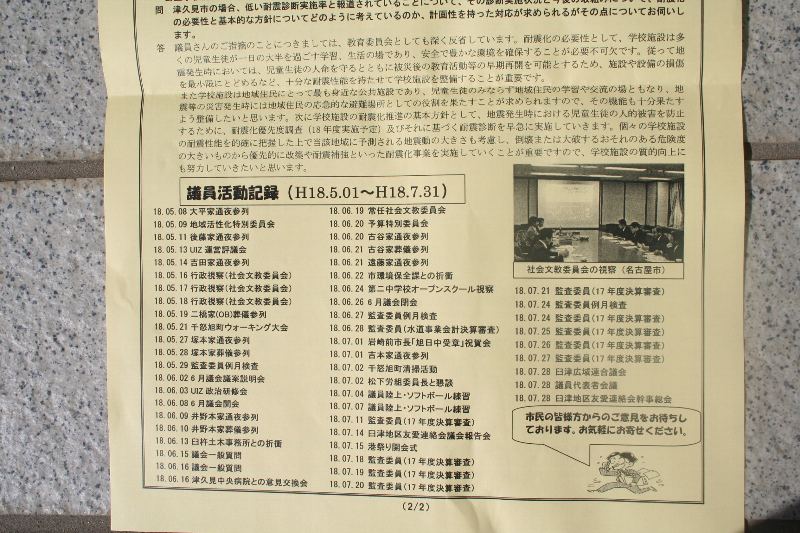 問 津久見市の場合、低い耐震診断実施率と報道されていることについて、
の必要性と基本的な方針についてどのように考えているのか、計画性を持った対応が求められるがその点についてお伺いし
ます。
答 議員さんのご指摘のことにつきましては、教育委員会としても深く反省しています。耐震化の必要性として、学校施設は多
くの児童生徒が一日の大半を過ごす学習、生活の場であり、安全で豊かな環境を確保することが必要不可欠です。従って地
震発生時においては、児童生徒の人命を守るとともに被災後の教育活動等の早期再開を可能とするため、施設や設備の損傷
を最小限にとどめるなど、十分な耐震性能を持たせて学校施設を整備することが重要です。
また学校施設は地域住民にとって最も身近な公共施設であり、児童生徒のみならず地域住民の学習や交流の場ともなり、地
震等の災害発生時には地域住民の応急的な避難場所としての役割を果たすことが求められますので、その機能も十分果たす
よう整備したいと思います。次に学校施設の耐震化推進の基本方針として、地震発生時における児童生徒の人的被害を防止
するために、耐震化優先度調査(18年度実施予定)及びそれに基づく耐震診断を早急に実施していきます。個々の学校施設
の耐震性能を的確に把握した上で当該地域に予測される地震動の大きさも考慮し、倒壊または大破するおそれのある危険度
の大きいものから優先的に改築や耐震補強といった耐震化事業を実施していくことが重要ですので、学校施設の質的向上に
も努力していきたいと思います。
議員活動記録(H18.5.01〜H18.7.31)
18.05.08 大平家通夜参列
18.05.09 地域活性化特別委員会
18.05.11 後藤家通夜参列
18.05.13 UIZ 運営評議会
18.05.14 吉田家通夜参列
18.05.16 行政視察(社会文教委員会)
18.05.17 行政視察(社会文教委員会)
18.05.18 行政視察(社会文教委員会)
18.05.19 二橋家(OB)葬儀参列
18.05.21 千怒旭町ウォーキング大会
18.05.27 塚本家通夜参列
18.05.28 塚本家葬儀参列
18.05.29 監査委員例月検査
18.06.02 6月議会議案説明会
18.06.03 UIZ 政治研修会
18.06.08 6月議会開会
18.06.09 井野本家通夜参列
18.06.10 井野本家葬儀参列
18.06.13 臼杵土木事務所との折衝
18.06.15 議会一般質問
18.06.16 議会一般質問
18.06.16 津久見中央病院との意見交換会
18.06.19 常任社会文教委員会
18.06.20 予算特別委員会
18.06.20 古谷家通夜参列
18.06.21 古谷家葬儀参列
18.06.21 遠藤家通夜参列
18.06.22 市環境保全課との折衝
18.06.24 第二中学校オープンスクール視察
18.06.26 6月議会閉会
18.06.27 監査委員例月検査
18.06.28 監査委員(水道事業会計決算審査)
18.07.01 岩崎前市長「旭日中受章」祝賀会
18.07.01 吉本家通夜参列
18.07.02 千怒旭町清掃活動
18.07.02 松下労組委員長と懇談
18.07.04 議員陸上・ソフトボール練習
18.07.07 議員陸上・ソフトボール練習
18.07.11 監査委員(17年度決算審査)
18.07.14 臼津地区友愛連絡会議会報告会
18.07.15 港祭り開会式
18.07.18 監査委員(17年度決算審査)
18.07.19 監査委員(17年度決算審査)
18.07.20 監査委員(17年度決算審査)
社会文教委員会の視察(名古屋市)
18.07.21 監査委員(17年度決算審査)
18.07.24 監査委員例月検査
18.07.24 監査委員(17年度決算審査)
18.07.25 監査委員(17年度決算審査)
18.07.26 監査委員(17年度決算審査)
18.07.27 監査委員(17年度決算審査)
18.07.28 臼津広域連合議会
18.07.28 議員代表者会議
18.07.28 臼津地区友愛連絡会幹事総会
市民の皆様方からのご意見をお待ちし
ております。お気軽にお寄せください。
(2/2)